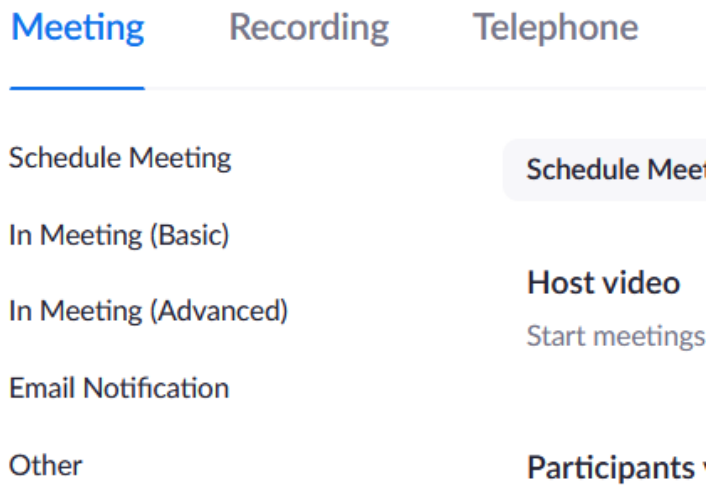 Meeting Recording Telephone
Schedule Meeting
In Meeting (Basic)
In Meeting (Advanced)
Email Notification
Other
Schedule
Host video
Start meetings
Participants